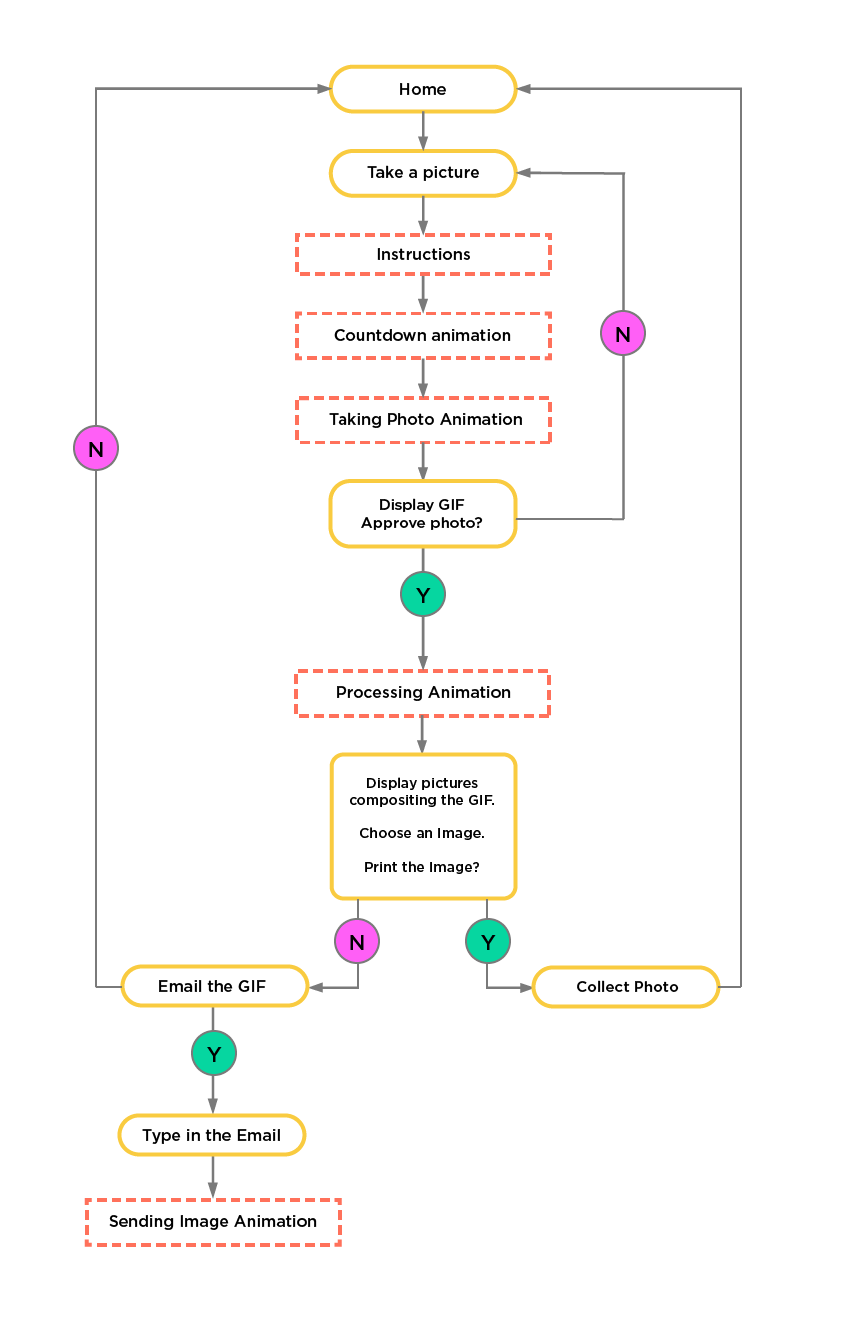 Home
Take a picture
Instructions
Countdown animation
N
Taking Photo Animation
N
Display GIF
Approve photo?
Y
Processing Animation
Display pictures
compositing the GIF.
Choose an Image.
Print the Image?
N
Y
Email the GIF
Collect Photo
Y
Type in the Email
Sending Image Animation